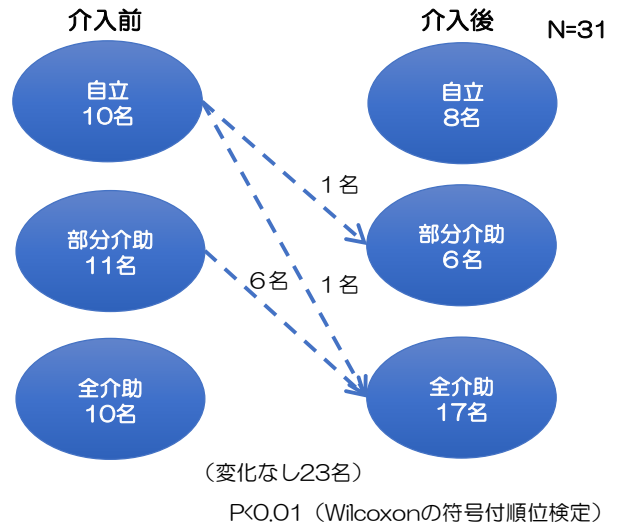 介入前
介入後
N=31
自立
10名
自立
8名
1名
部分介助
11名
部分介助
6名
6名
1名
全介助
10名
全介助
17名
（変化なし23名）
P<0.01（Wilcoxonの符号付順位検定）